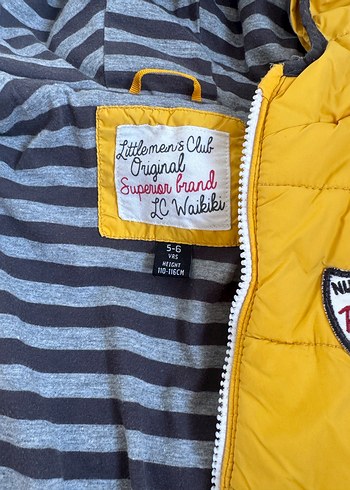 Littlemen's Club
Original
Superior brand
LC Waikiki
5-6
YRS
HEIGHT
110-116CM